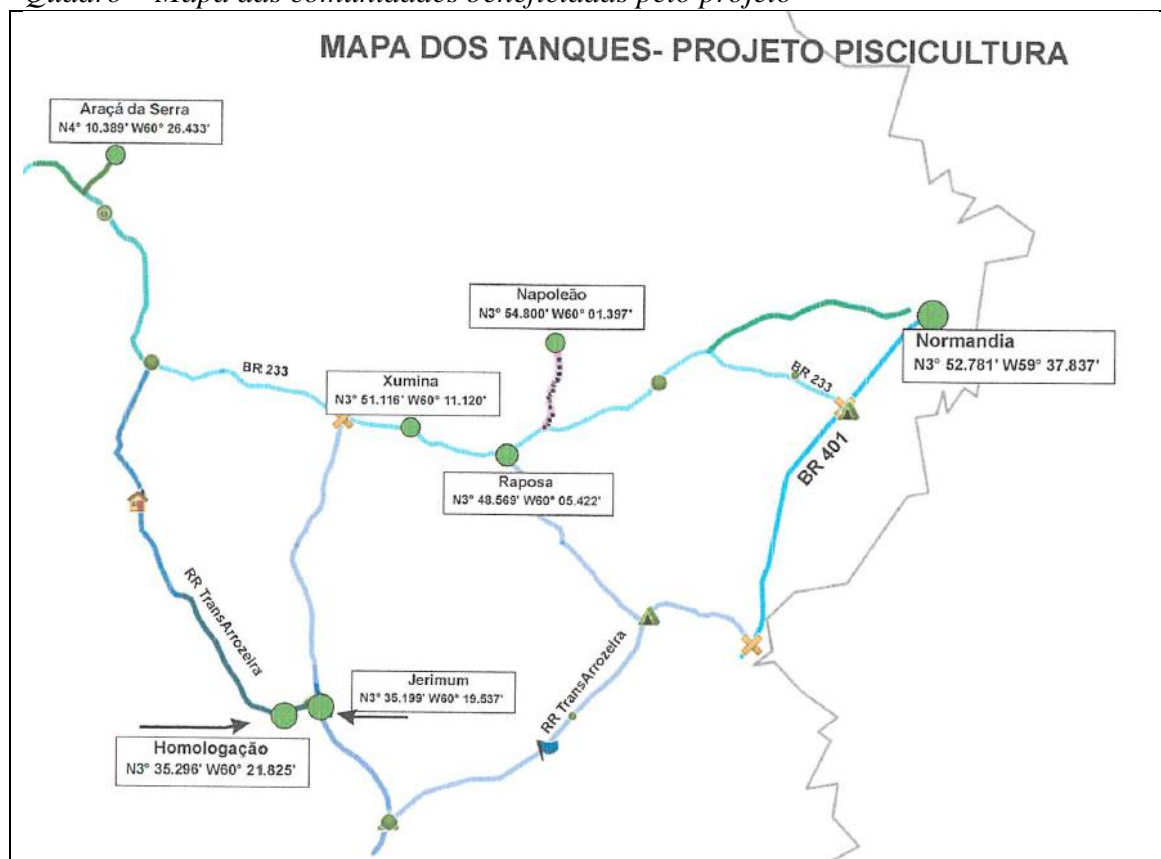 Quadro – Mapa das comunidades beneficiadas pelo projeto
MAPA DOS TANQUES- PROJETO PISCICULTURA
Araçá da Serra
N4° 10.389' W60° 26.433'
Napoleão
N3° 54.800' W60° 01.397'
Normandia
N3° 52.781' W59° 37.837'
BR 233
Xumina
N3° 51.116' W60° 11.120'
BR 233
BR 401
Raposa
N3° 48.569' W60° 05.422'
RR TransArrozeira
Jerimum
N3° 35.199' W60° 19.537'
RR TransArrozeira
Homologação
N3° 35.296' W60° 21.825'